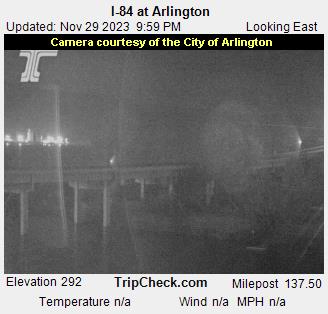 I-84 at Arlington
Updated: Nov 29 2023 9:59 PM Looking East
Camera courtesy of the City of Arlington
Elevation 292 TripCheck.com Milepost 137.50
Temperature n/a Wind n/a MPH n/a